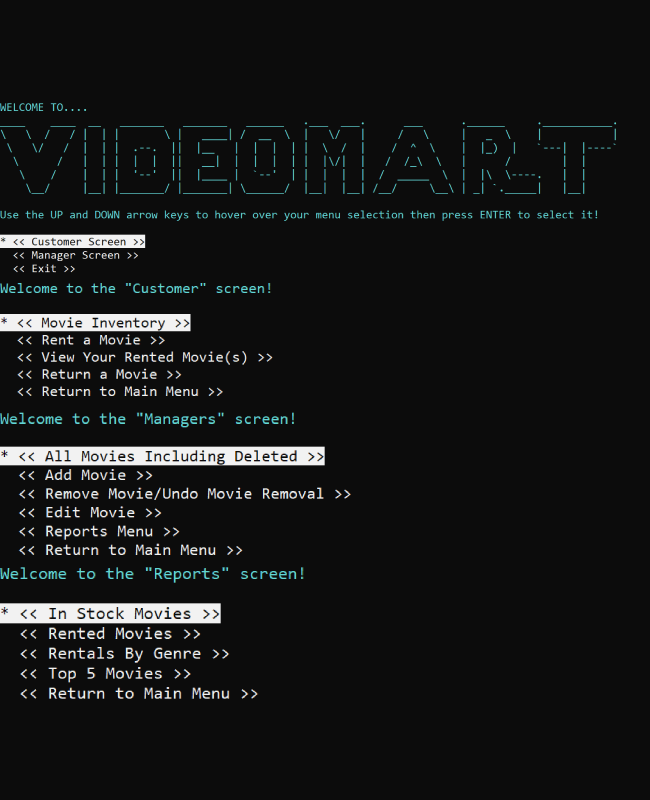 WELCOME TO....
VIDEOMART
Use the UP and DOWN arrow keys to hover over your menu selection then press ENTER to select it!
* << Customer Screen >>
<< Manager Screen >>
<< Exit >>
Welcome to the "Customer" screen!
* << Movie Inventory >>
<< Rent a Movie >>
<< View Your Rented Movie(s) >>
<< Return a Movie >>
<< Return to Main Menu >>
Welcome to the "Managers" screen!
* << All Movies Including Deleted >>
<< Add Movie >>
<< Remove Movie/Undo Movie Removal >>
<< Edit Movie >>
<< Reports Menu >>
<< Return to Main Menu >>
Welcome to the "Reports" screen!
* << In Stock Movies >>
<< Rented Movies >>
<< Rentals By Genre >>
<< Top 5 Movies >>
<< Return to Main Menu >>